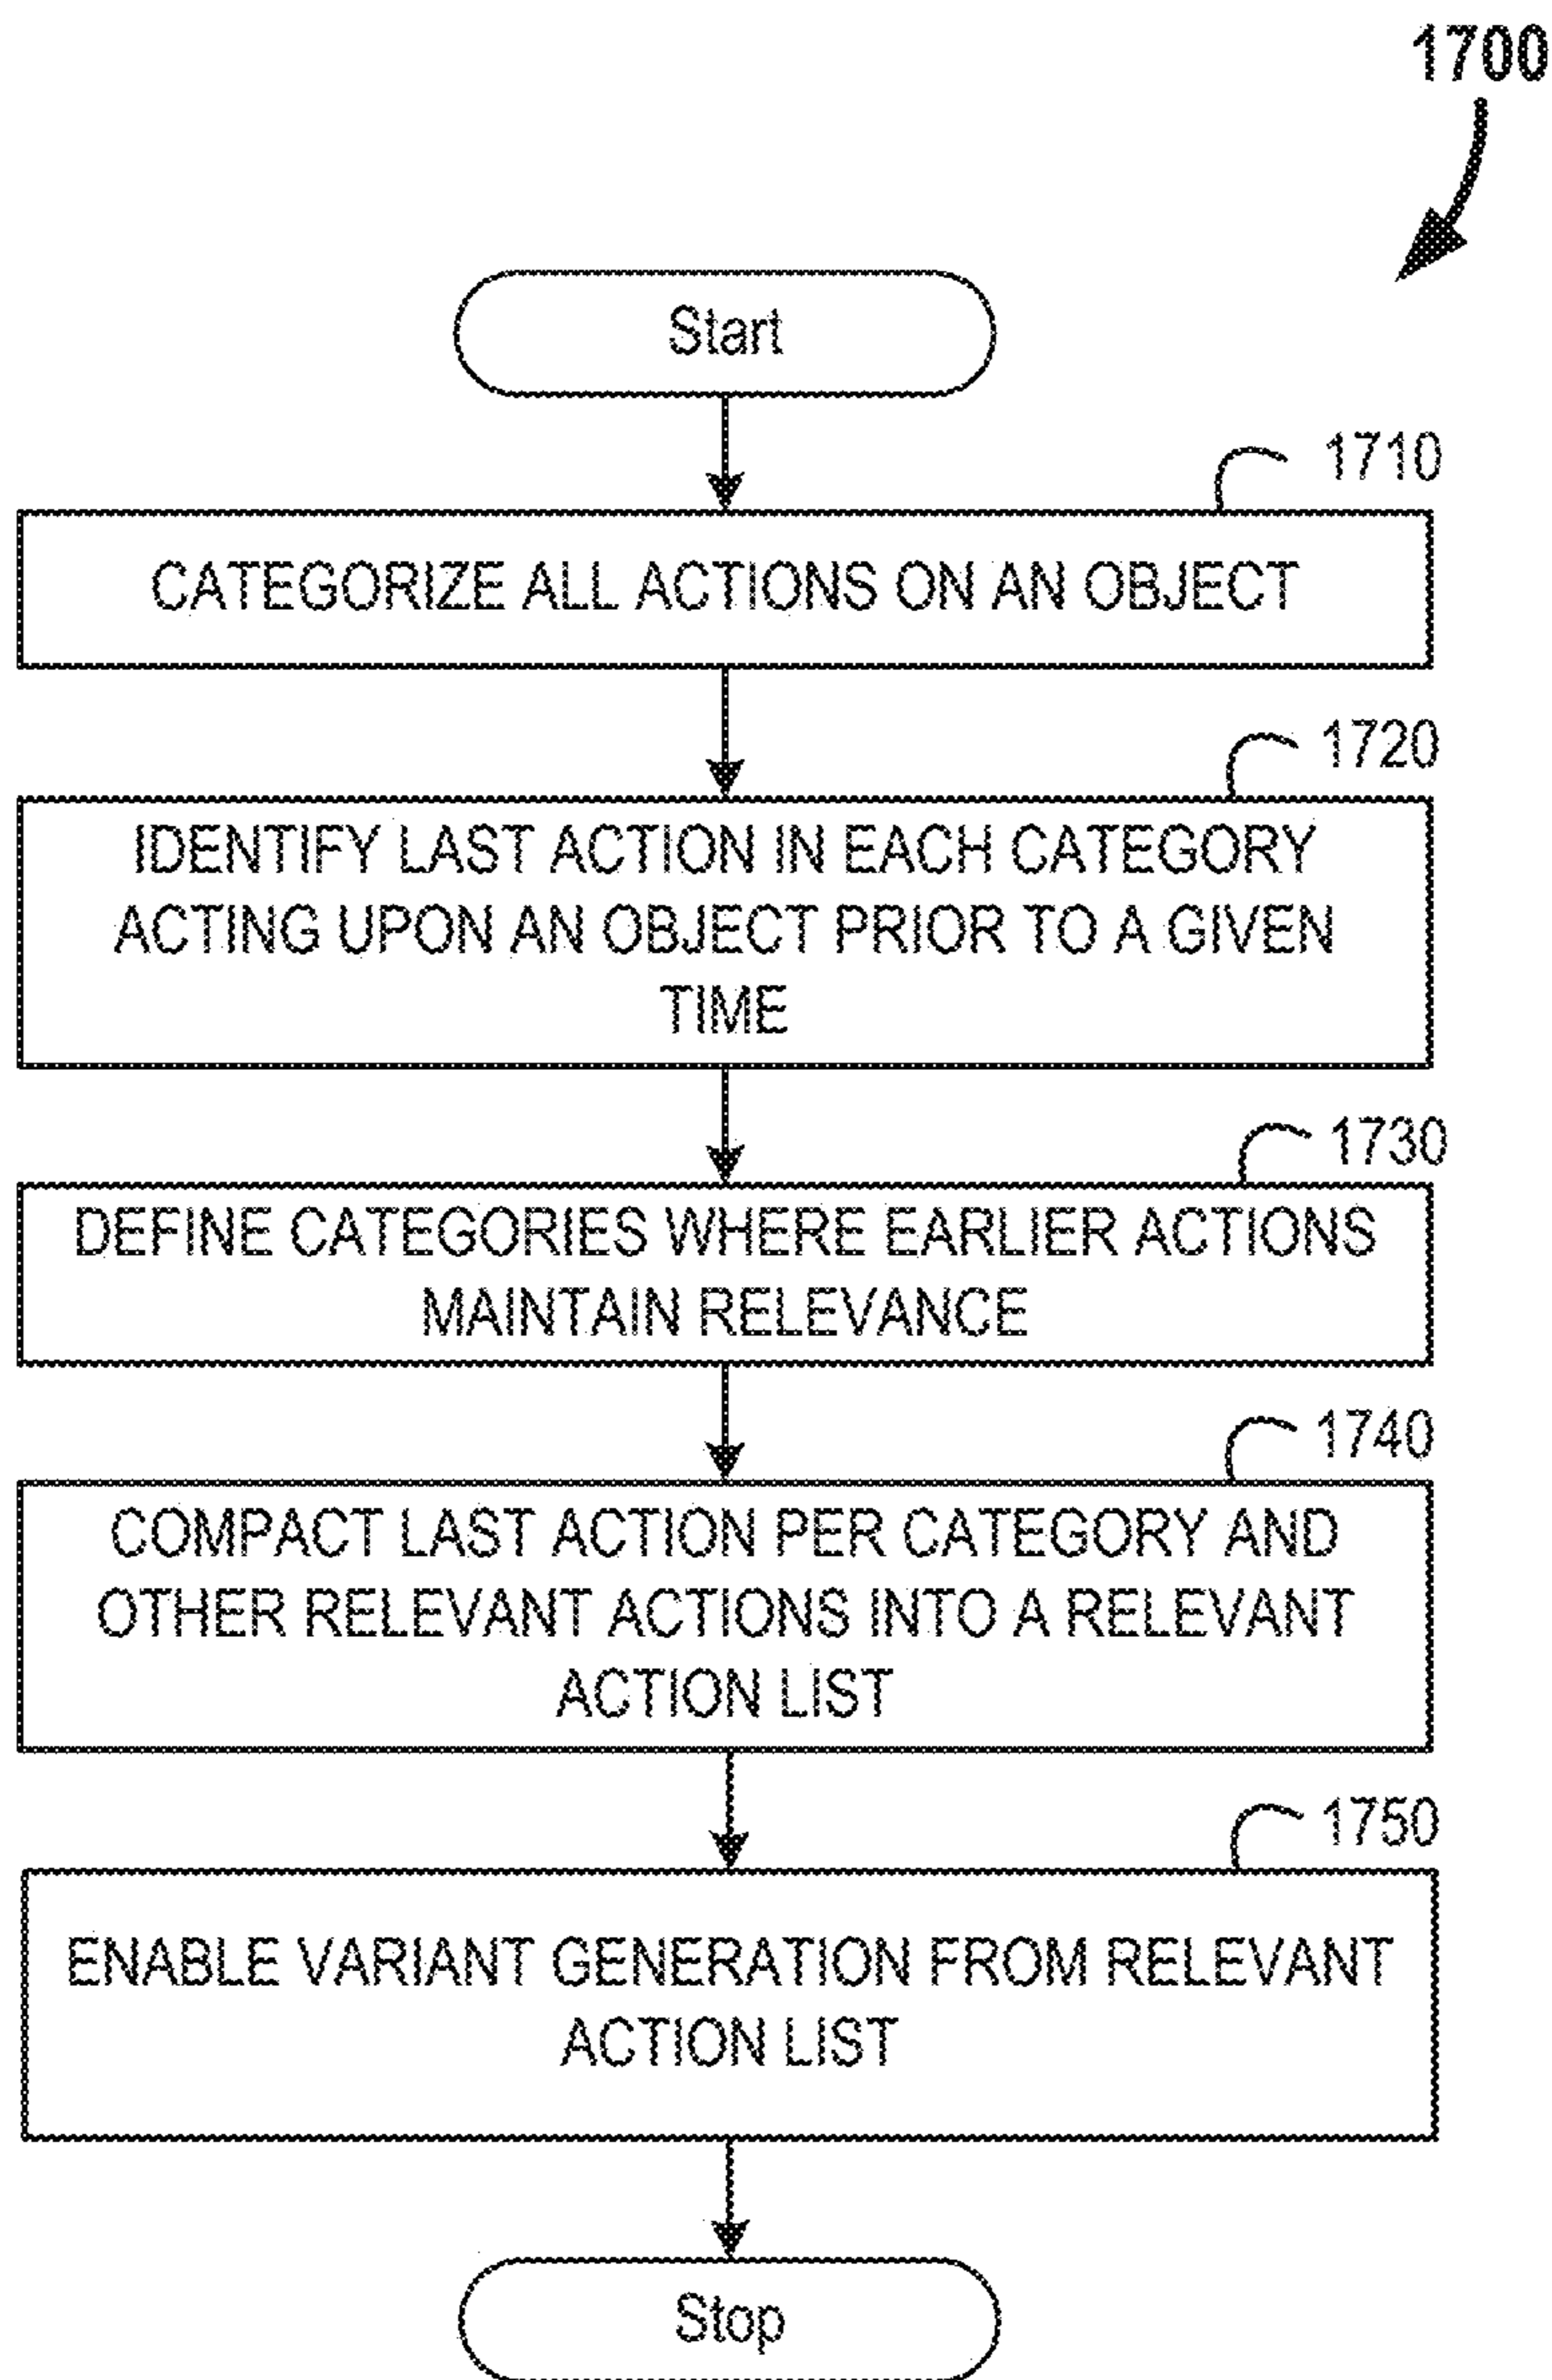 1700
Start
1710
CATEGORIZE ALL ACTIONS ON AN OBJECT
1720
IDENTIFY LAST ACTION IN EACH CATEGORY
ACTING UPON AN OBJECT PRIOR TO A GIVEN
TIME
1730
DEFINE CATEGORIES WHERE EARLIER ACTIONS
MAINTAIN RELEVANCE
1740
COMPACT LAST ACTION PER CATEGORY AND
OTHER RELEVANT ACTIONS INTO A RELEVANT
ACTION LIST
1750
ENABLE VARIANT GENERATION FROM RELEVANT
ACTION LIST
Stop